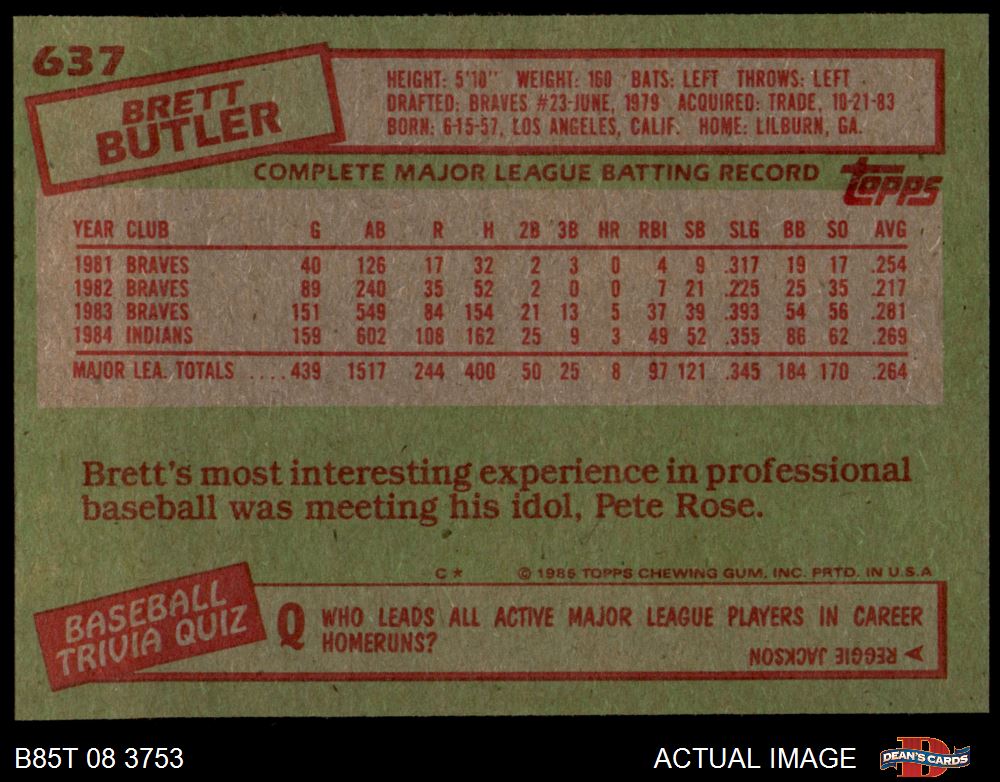 637
BRETT
BUTLER
HEIGHT: 5'10" WEIGHT: 160 BATS: LEFT THROWS: LEFT
DRAFTED: BRAVES #23-JUNE, 1979 ACQUIRED: TRADE, 10-21-83
BORN: 6-15-57, LOS ANGELES, CALIF. HOME: LILBURN, GA.
COMPLETE MAJOR LEAGUE BATTING RECORD
topps
YEAR CLUB G AB R H 2B 3B HR RBI SB SLG BB SO AVG
1981 BRAVES 40 126 17 32 2 3 0 4 9 .317 19 17 .254
1982 BRAVES 89 240 35 52 2 0 0 7 21 .225 25 35 .217
1983 BRAVES 151 549 84 154 21 13 5 37 39 .393 54 56 .281
1984 INDIANS 159 602 108 162 25 9 3 49 52 .355 86 62 .269
MAJOR LEA. TOTALS ....439 1517 244 400 50 25 8 97 121 .345 184 170 .264
Brett's most interesting experience in professional
baseball was meeting his idol, Pete Rose.
C* © 1985 TOPPS CHEWING GUM, INC. PRTD. IN U.S.A
BASEBALL
TRIVIA QUIZ
Q WHO LEADS ALL ACTIVE MAJOR LEAGUE PLAYERS IN CAREER
HOMERUNS?
A REGGIE JACKSON
B85T 08 3753
ACTUAL IMAGE
DEAN'S CARDS